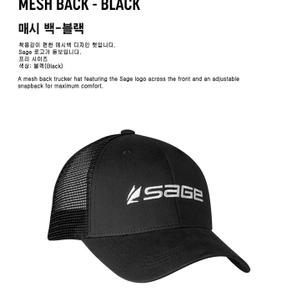 MESH BACK - BLACK
매시 백-블랙
착용감이 편한 매시백 디자인 햇입니다.
Sage 로고가 돋보입니다.
프리 사이즈
색상: 블랙(Black)
A mesh back trucker hat featuring the Sage logo across the front and an adjustable
snapback for maximum comfort.
SaGe